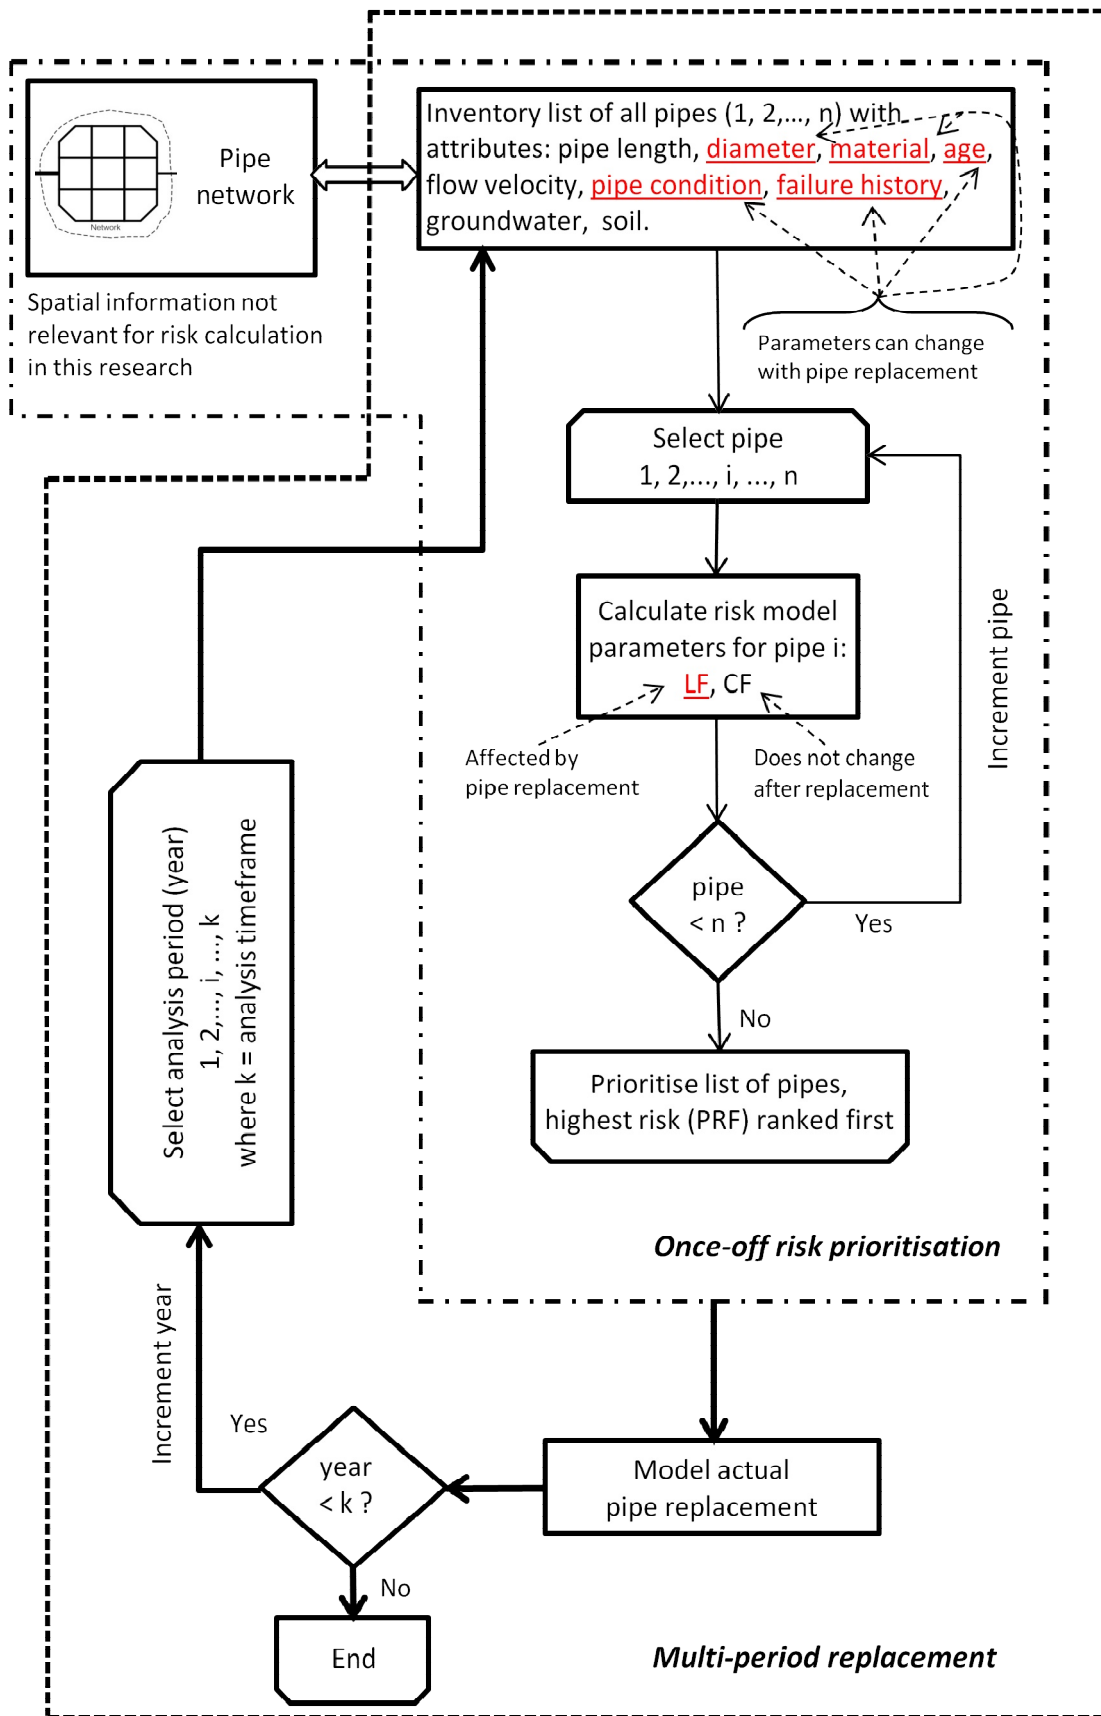 Pipe
network
Network
Spatial information not
relevant for risk calculation
in this research
Inventory list of all pipes (1, 2,..., n) with
attributes: pipe length, diameter, material, age,
flow velocity, pipe condition, failure history,
groundwater, soil.
Parameters can change
with pipe replacement
Select pipe
1, 2,..., i, ..., n
Calculate risk model
parameters for pipe i:
LF, CF
Affected by
pipe replacement
Does not change
after replacement
Increment pipe
pipe
< n ?
Yes
No
Prioritise list of pipes,
highest risk (PRF) ranked first
Once-off risk prioritisation
Select analysis period (year)
1, 2,..., i, ..., k
where k = analysis timeframe
Increment year
Yes
year
< k ?
Model actual
pipe replacement
No
End
Multi-period replacement